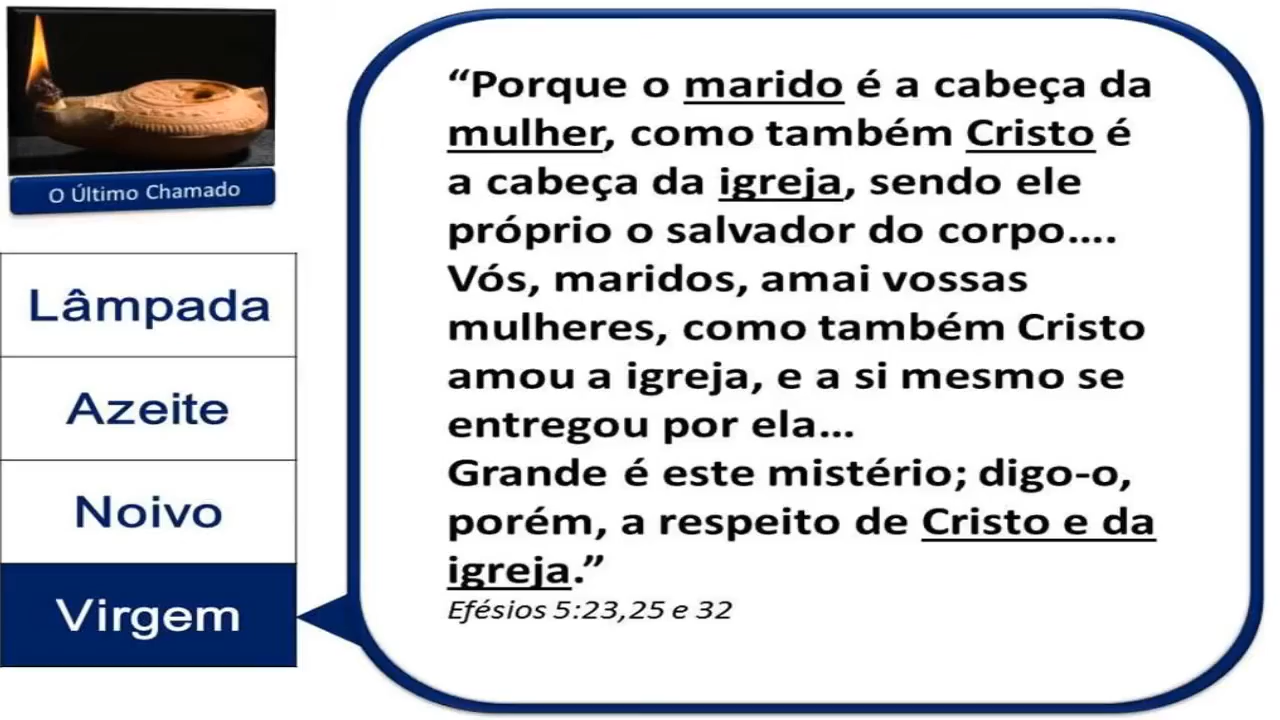 O Último Chamado
Lâmpada
Azeite
Noivo
Virgem
“Porque o marido é a cabeça da
mulher, como também Cristo é
a cabeça da igreja, sendo ele
próprio o salvador do corpo....
Vós, maridos, amai vossas
mulheres, como também Cristo
amou a igreja, e a si mesmo se
entregou por ela...
Grande é este mistério; digo-o,
porém, a respeito de Cristo e da
igreja.”
Efésios 5:23,25 e 32